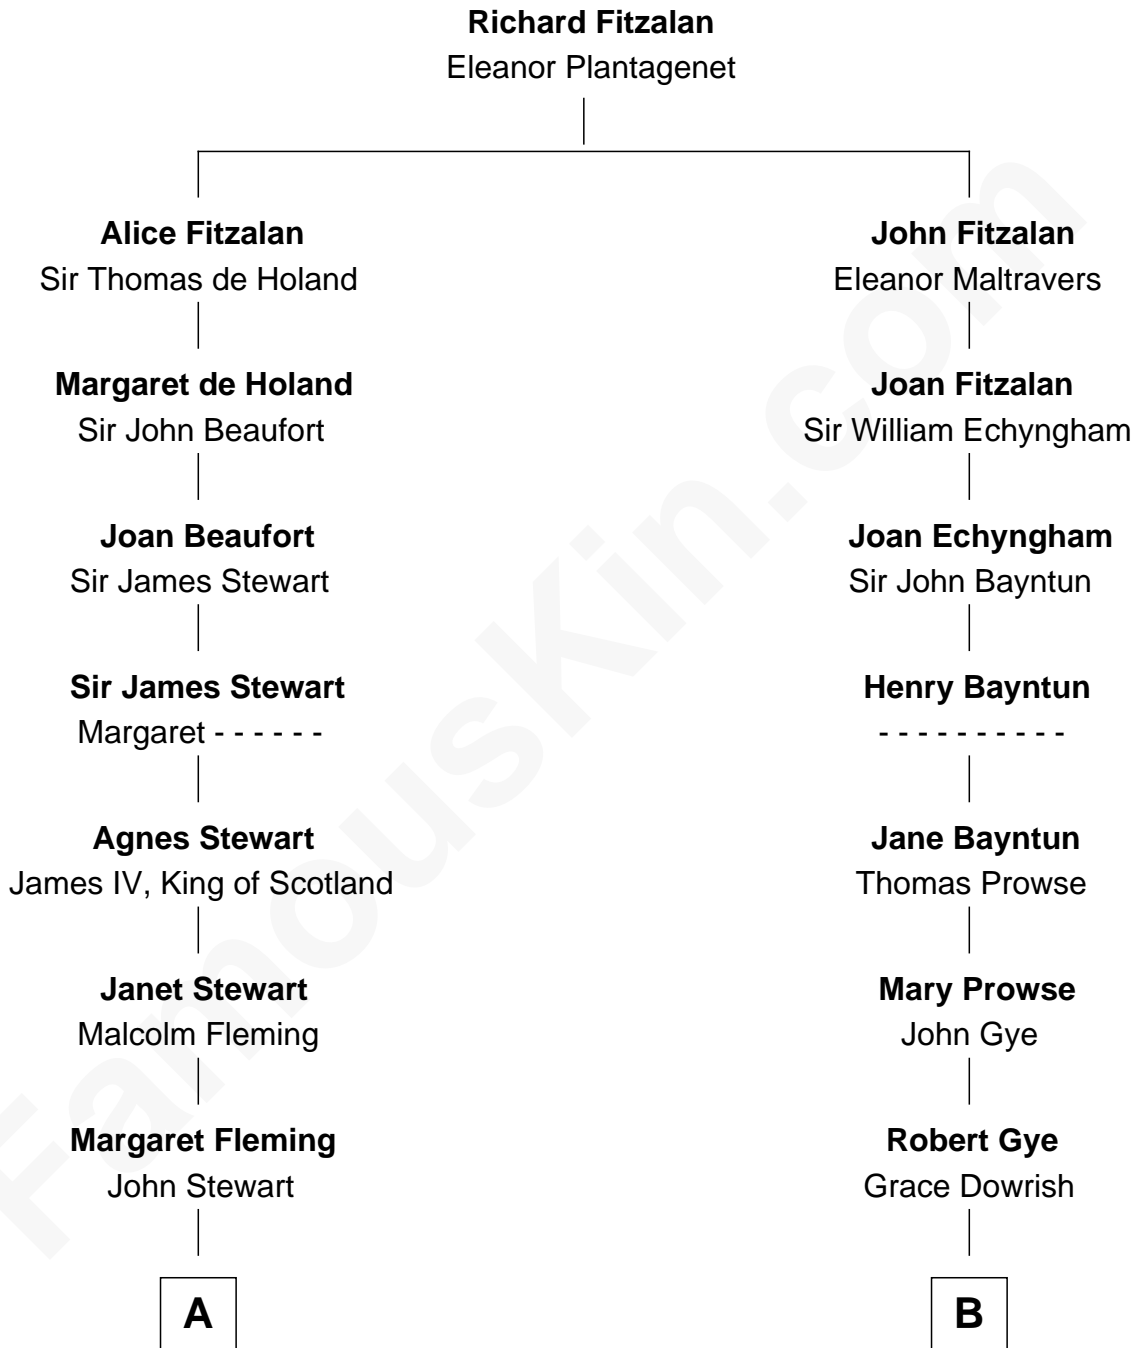 Richard Fitzalan
Eleanor Plantagenet
Alice Fitzalan
Sir Thomas de Holand
John Fitzalan
Eleanor Maltravers
Margaret de Holand
Sir John Beaufort
Joan Fitzalan
Sir William Echyngham
Joan Beaufort
Sir James Stewart
Joan Echyngham
Sir John Bayntun
Sir James Stewart
Margaret - - - - - -
Henry Bayntun
- - - - - - - - - -
Agnes Stewart
James IV, King of Scotland
Jane Bayntun
Thomas Prowse
Janet Stewart
Malcolm Fleming
Mary Prowse
John Gye
Margaret Fleming
John Stewart
Robert Gye
Grace Dowrish
A
B
FamousKin.com